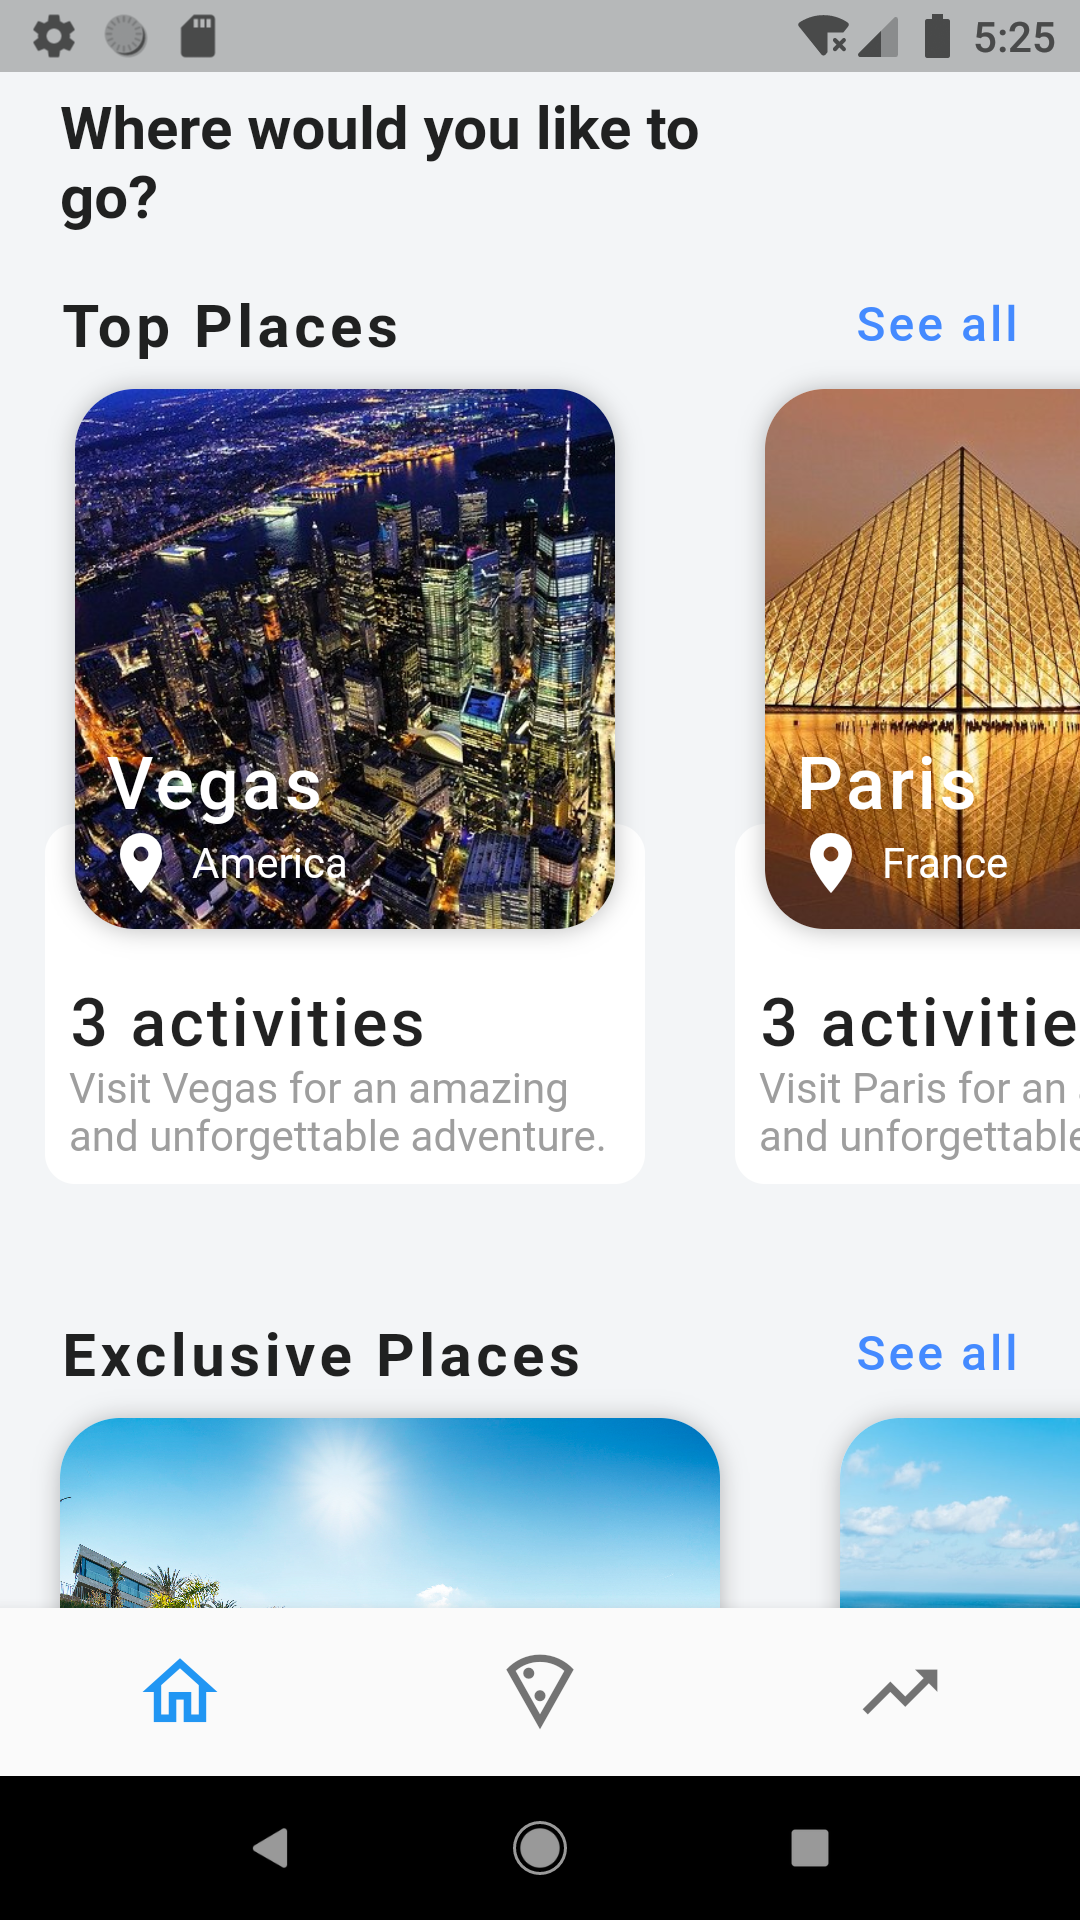 5:25
Where would you like to
go?
Top Places
See all
Vegas
America
3 activities
Visit Vegas for an amazing
and unforgettable adventure.
Paris
France
3 activitie
Visit Paris for an
and unforgettable
Exclusive Places
See all